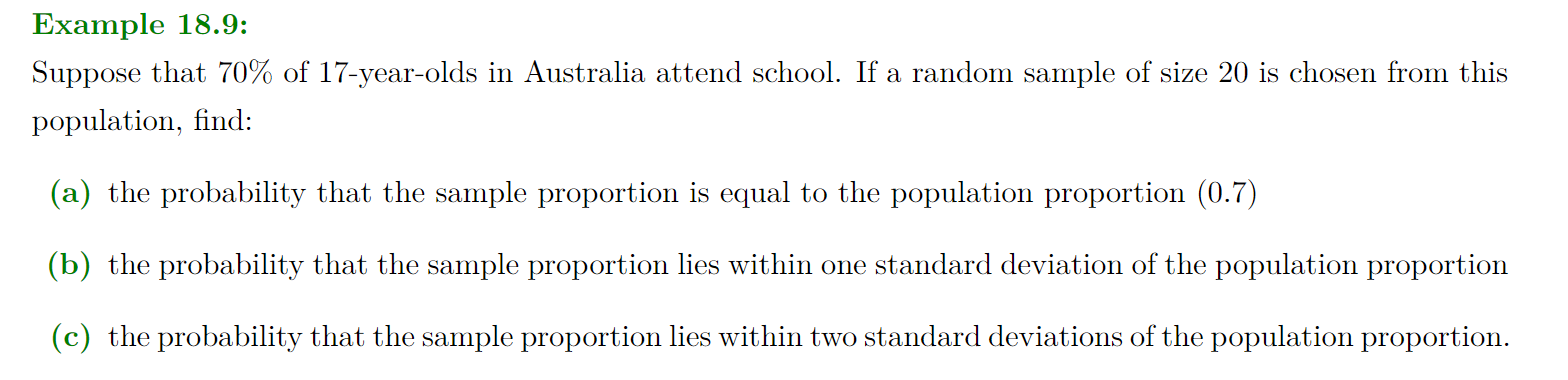 Example 18.9:
Suppose that 70% of 17-year-olds in Australia attend school. If a random sample of size 20 is chosen from this
population, find:
(a) the probability that the sample proportion is equal to the population proportion (0.7)
(b) the probability that the sample proportion lies within one standard deviation of the population proportion
(c) the probability that the sample proportion lies within two standard deviations of the population proportion.